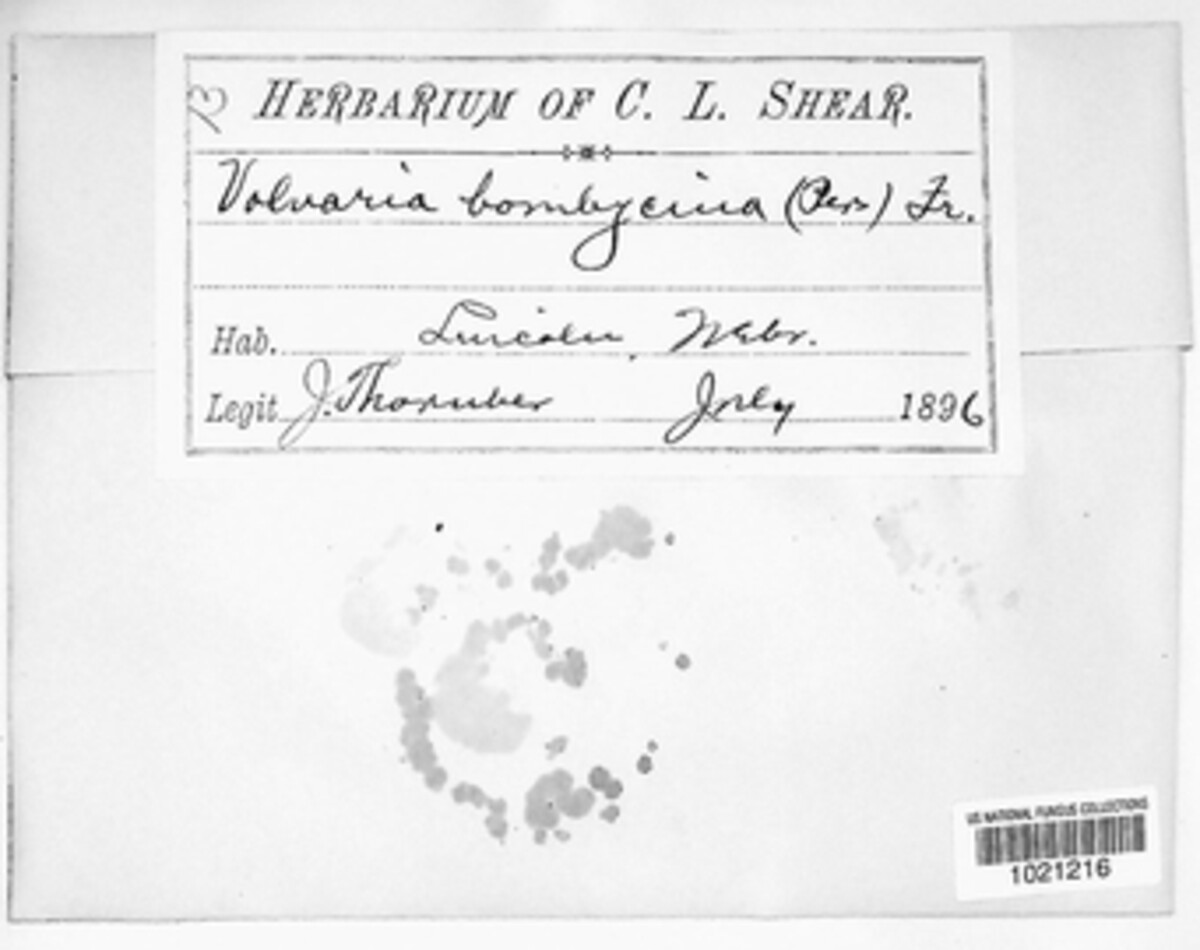 HERBARIUM OF C. L. SHEAR.
Volvaria bombycina (Pers) Fr.
Hab. Lincoln, Nebr.
Legit J. Thornber July 1896
US NATIONAL FUNGUS COLLECTIONS
1021216